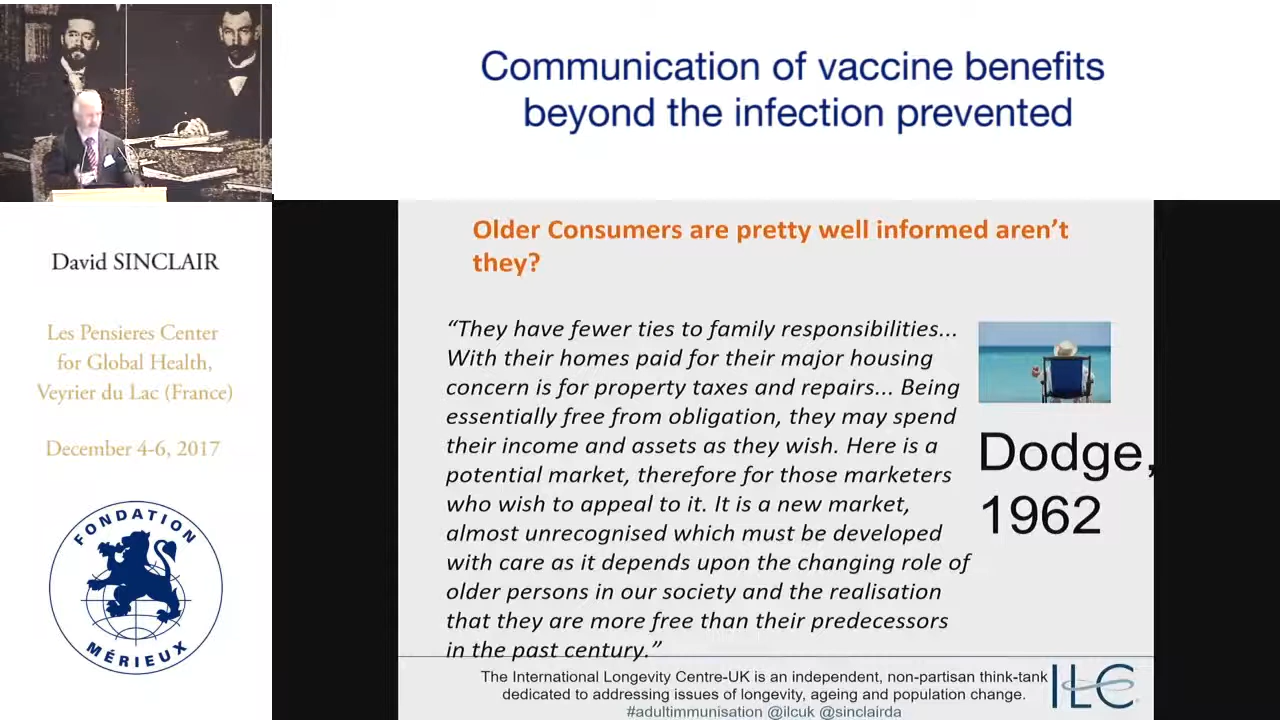 Communication of vaccine benefits
beyond the infection prevented
David SINCLAIR
Les Pensieres Center
for Global Health,
Veyrier du Lac (France)
December 4-6, 2017
FONDATION
MÉRIEUX
Older Consumers are pretty well informed aren’t
they?
“They have fewer ties to family responsibilities...
With their homes paid for their major housing
concern is for property taxes and repairs... Being
essentially free from obligation, they may spend
their income and assets as they wish. Here is a
potential market, therefore for those marketers
who wish to appeal to it. It is a new market,
almost unrecognised which must be developed
with care as it depends upon the changing role of
older persons in our society and the realisation
that they are more free than their predecessors
in the past century.”
Dodge,
1962
The International Longevity Centre-UK is an independent, non-partisan think-tank
dedicated to addressing issues of longevity, ageing and population change.
#adultimmunisation @ilcuk @sinclairda
ILC